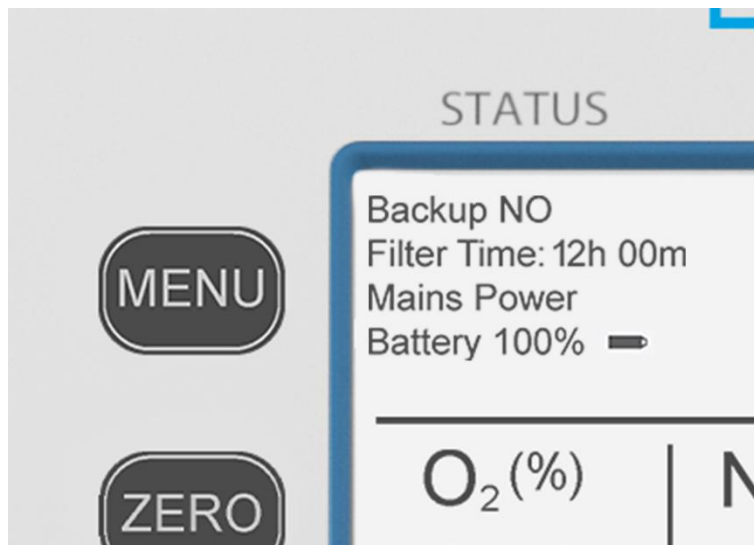 STATUS
Backup NO
Filter Time: 12h 00m
MENU
Mains Power
Battery 100%
O₂ (%)
ZERO